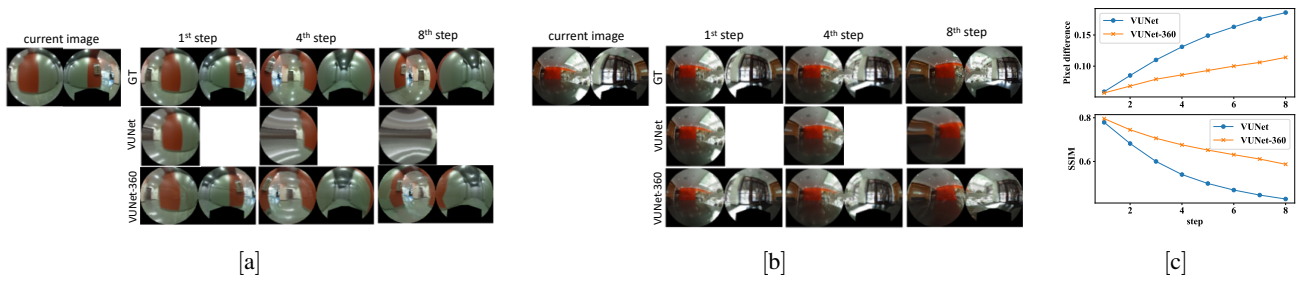 current image
1st step
4th step
8th step
GT
VUNet
VUNet-360
[a]
current image
1st step
4th step
8th step
GT
VUNet
VUNet-360
[b]
VUNet
VUNet-360
Pixel difference
0.15
0.10
2 4 6 8
VUNet
VUNet-360
SSIM
0.8
0.6
2 4 6 8
step
[c]